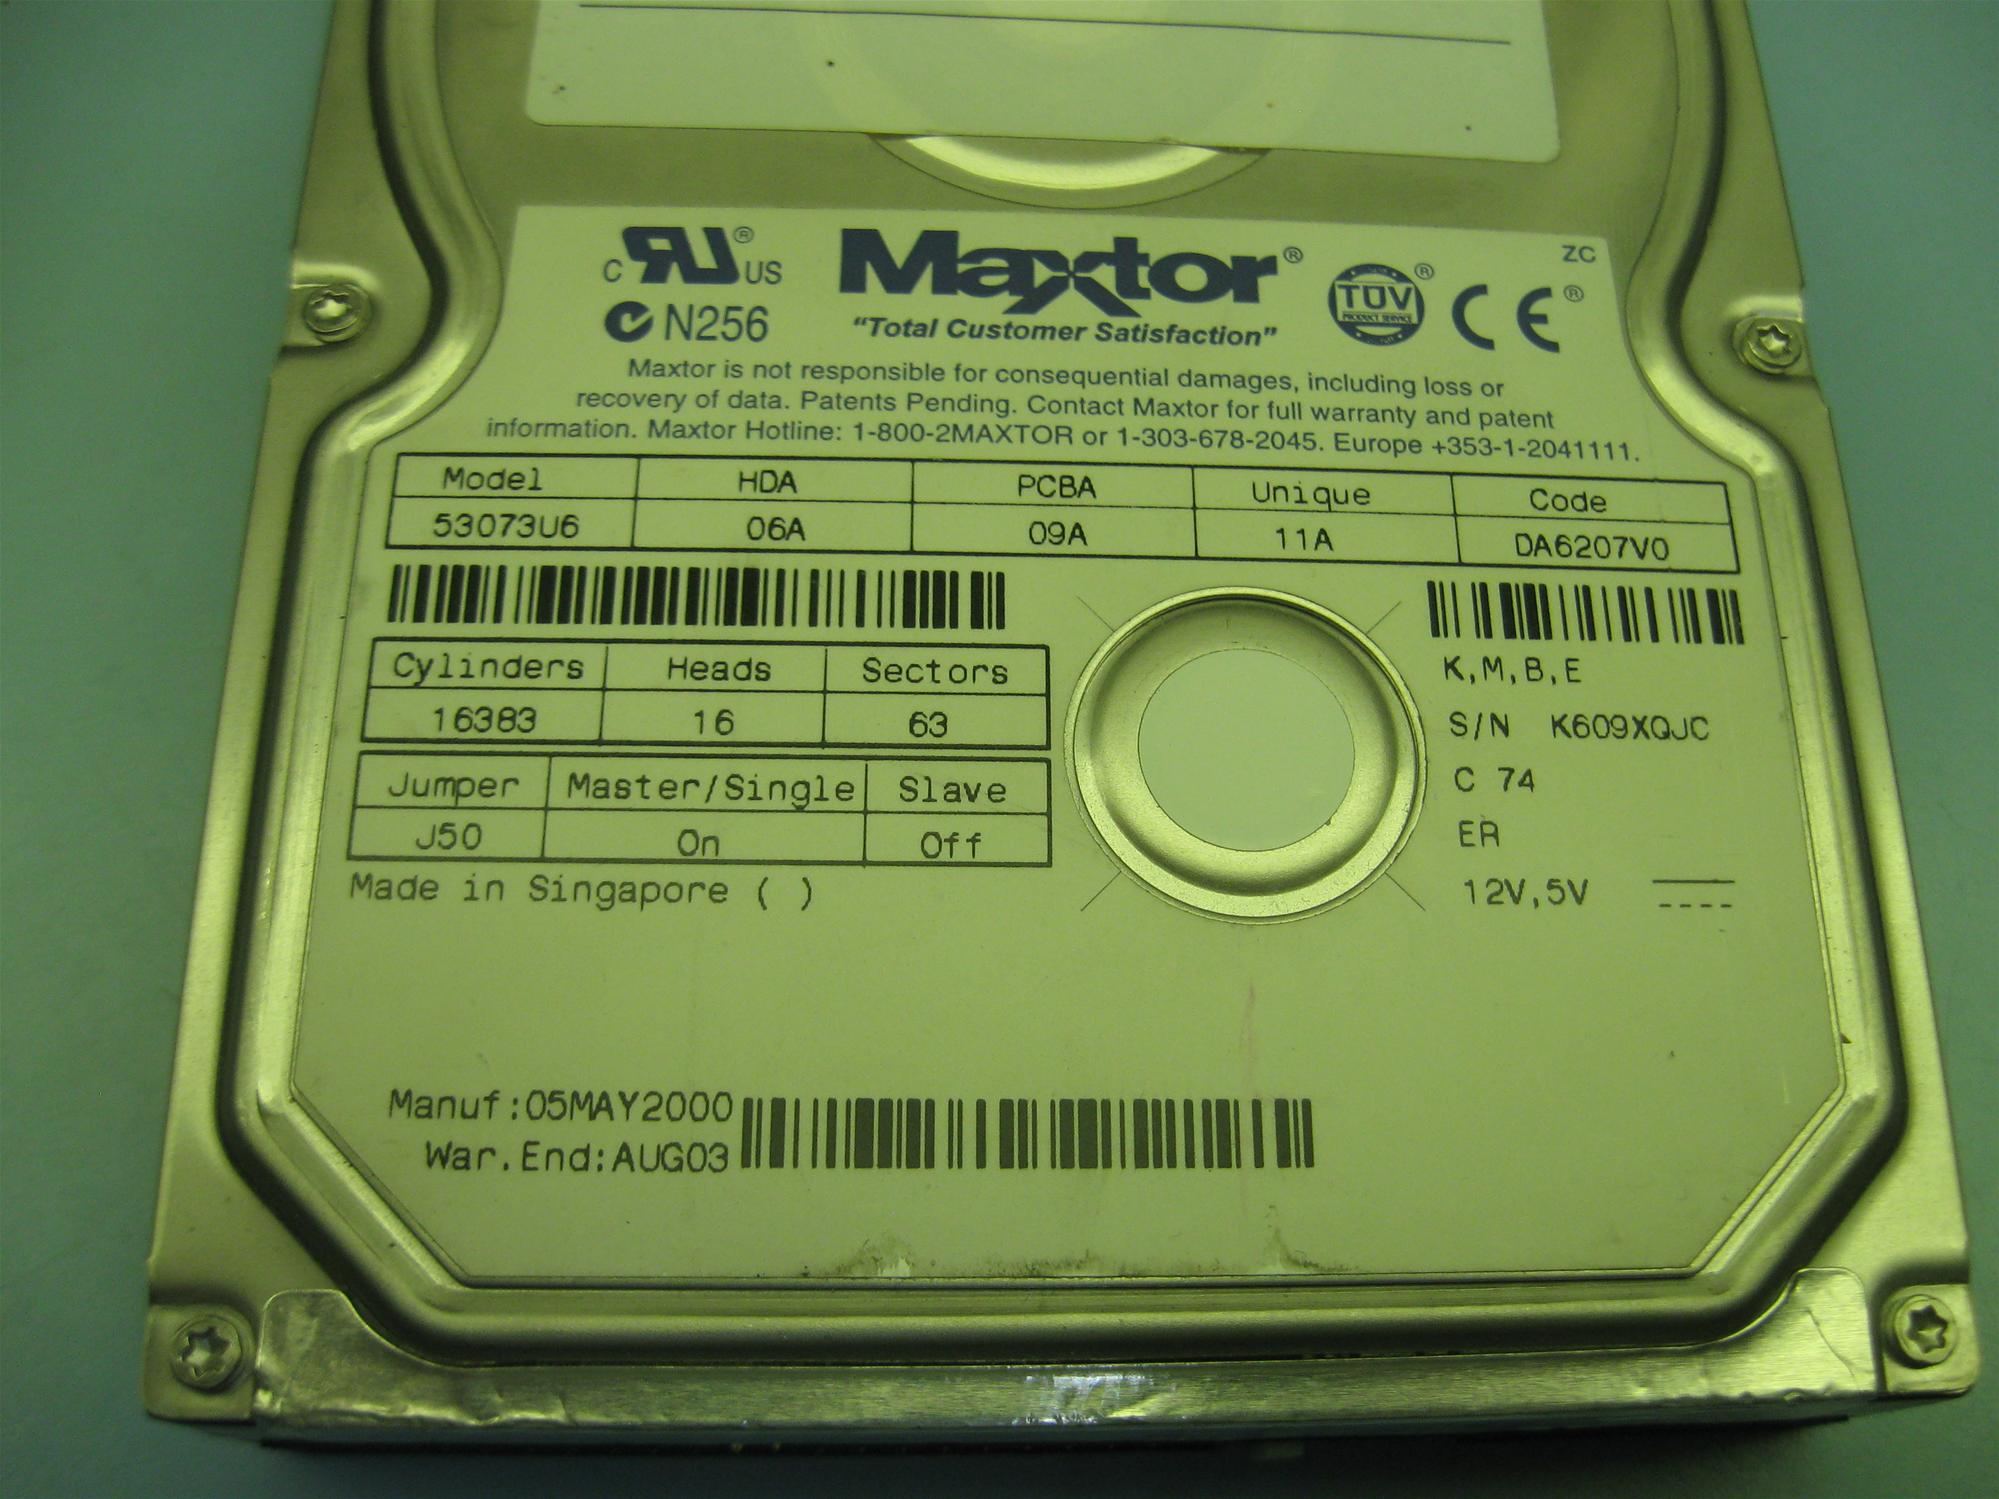 ZC
c RU® US Maxtor® TÜV® CE®
PRODUCT SERVICE
N256 "Total Customer Satisfaction"
Maxtor is not responsible for consequential damages, including loss or
recovery of data. Patents Pending. Contact Maxtor for full warranty and patent
information. Maxtor Hotline: 1-800-2MAXTOR or 1-303-678-2045. Europe +353-1-2041111.
Model HDA PCBA Unique Code
53073U6 06A 09A 11A DA6207V0
Cylinders Heads Sectors
16383 16 63
Jumper Master/Single Slave
J50 On Off
Made in Singapore ( )
K,M,B,E
S/N K609XQJC
C 74
ER
12V,5V
Manuf:05MAY2000
War.End:AUG03